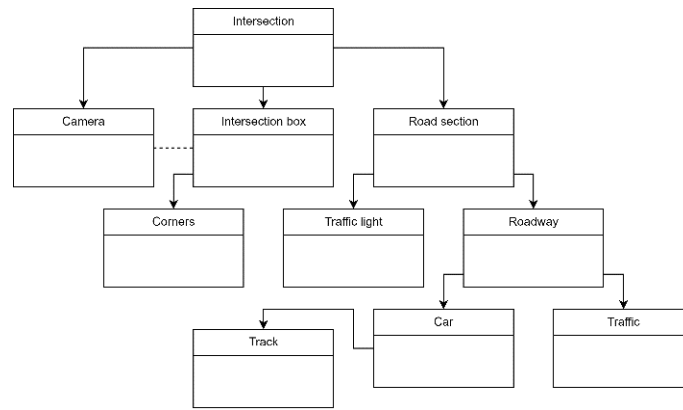 Intersection
Camera
Intersection box
Road section
Corners
Traffic light
Roadway
Car
Traffic
Track